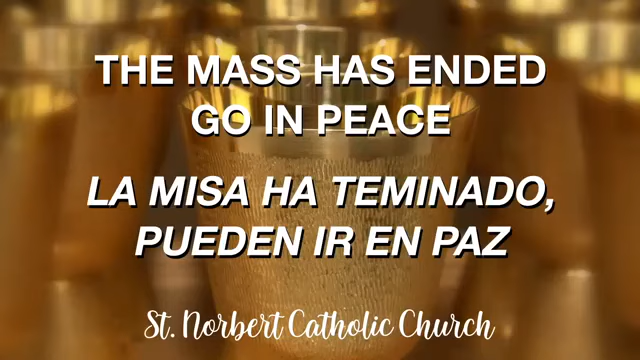 THE MASS HAS ENDED
GO IN PEACE
LA MISA HA TEMINADO,
PUEDEN IR EN PAZ
St. Norbert Catholic Church